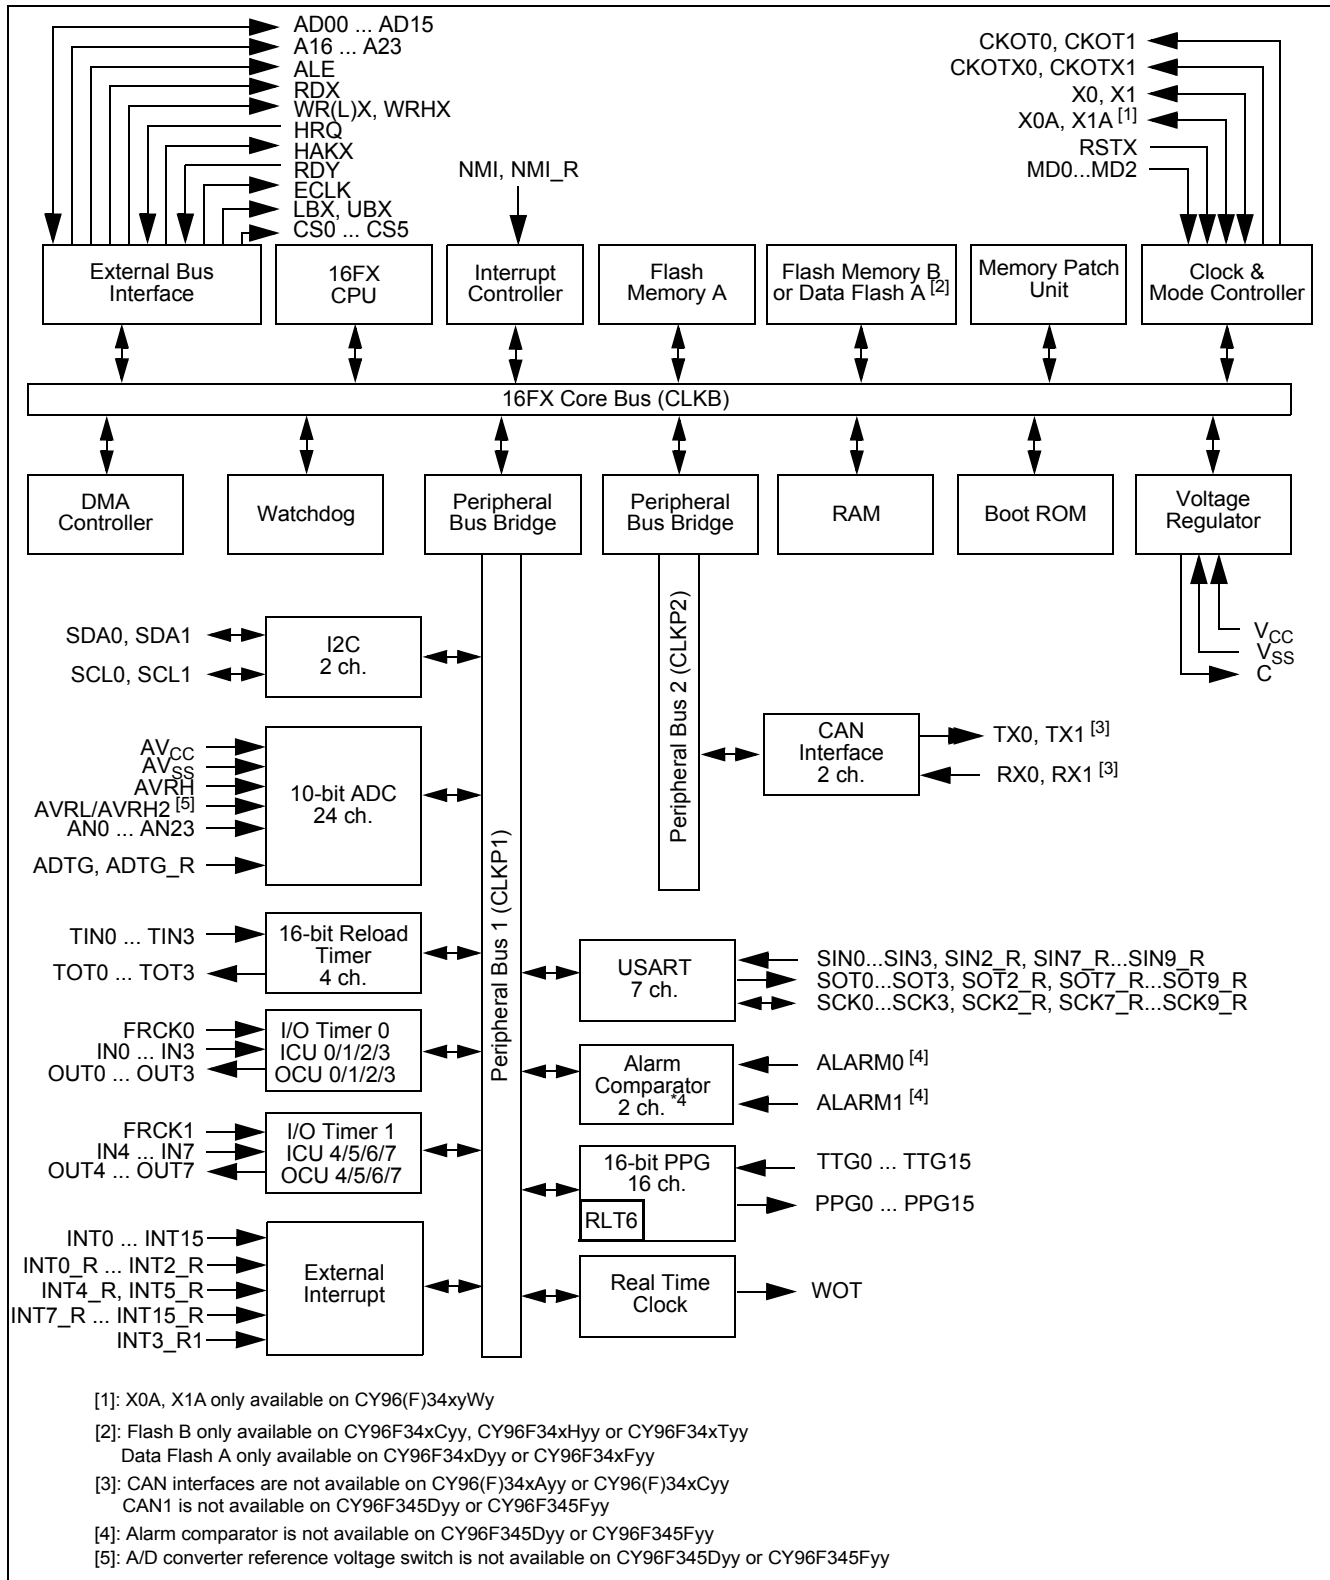 AD00 ... AD15
A16 ... A23
ALE
RDX
WR(L)X, WRHX
HRQ
HAKX
RDY
ECLK
LBX, UBX
CS0 ... CS5
NMI, NMI_R
CKOT0, CKOT1
CKOTX0, CKOTX1
X0, X1
X0A, X1A [1]
RSTX
MD0...MD2
External Bus
Interface
16FX
CPU
Interrupt
Controller
Flash
Memory A
Flash Memory B
or Data Flash A [2]
Memory Patch
Unit
Clock &
Mode Controller
16FX Core Bus (CLKB)
DMA
Controller
Watchdog
Peripheral
Bus Bridge
Peripheral
Bus Bridge
RAM
Boot ROM
Voltage
Regulator
VCC
VSS
C
Peripheral Bus 1 (CLKP1)
Peripheral Bus 2 (CLKP2)
SDA0, SDA1
SCL0, SCL1
I2C
2 ch.
AVCC
AVSS
AVRH
AVRL/AVRH2 [5]
AN0 ... AN23
ADTG, ADTG_R
10-bit ADC
24 ch.
TIN0 ... TIN3
TOT0 ... TOT3
16-bit Reload
Timer
4 ch.
FRCK0
IN0 ... IN3
OUT0 ... OUT3
I/O Timer 0
ICU 0/1/2/3
OCU 0/1/2/3
FRCK1
IN4 ... IN7
OUT4 ... OUT7
I/O Timer 1
ICU 4/5/6/7
OCU 4/5/6/7
INT0 ... INT15
INT0_R ... INT2_R
INT4_R, INT5_R
INT7_R ... INT15_R
INT3_R1
External
Interrupt
CAN
Interface
2 ch.
TX0, TX1 [3]
RX0, RX1 [3]
USART
7 ch.
SIN0...SIN3, SIN2_R, SIN7_R...SIN9_R
SOT0...SOT3, SOT2_R, SOT7_R...SOT9_R
SCK0...SCK3, SCK2_R, SCK7_R...SCK9_R
Alarm
Comparator
2 ch. *4
ALARM0 [4]
ALARM1 [4]
16-bit PPG
16 ch.
RLT6
TTG0 ... TTG15
PPG0 ... PPG15
Real Time
Clock
WOT
[1]: X0A, X1A only available on CY96(F)34xyWy
[2]: Flash B only available on CY96F34xCyy, CY96F34xHyy or CY96F34xTyy
Data Flash A only available on CY96F34xDyy or CY96F34xFyy
[3]: CAN interfaces are not available on CY96(F)34xAyy or CY96(F)34xCyy
CAN1 is not available on CY96F345Dyy or CY96F345Fyy
[4]: Alarm comparator is not available on CY96F345Dyy or CY96F345Fyy
[5]: A/D converter reference voltage switch is not available on CY96F345Dyy or CY96F345Fyy